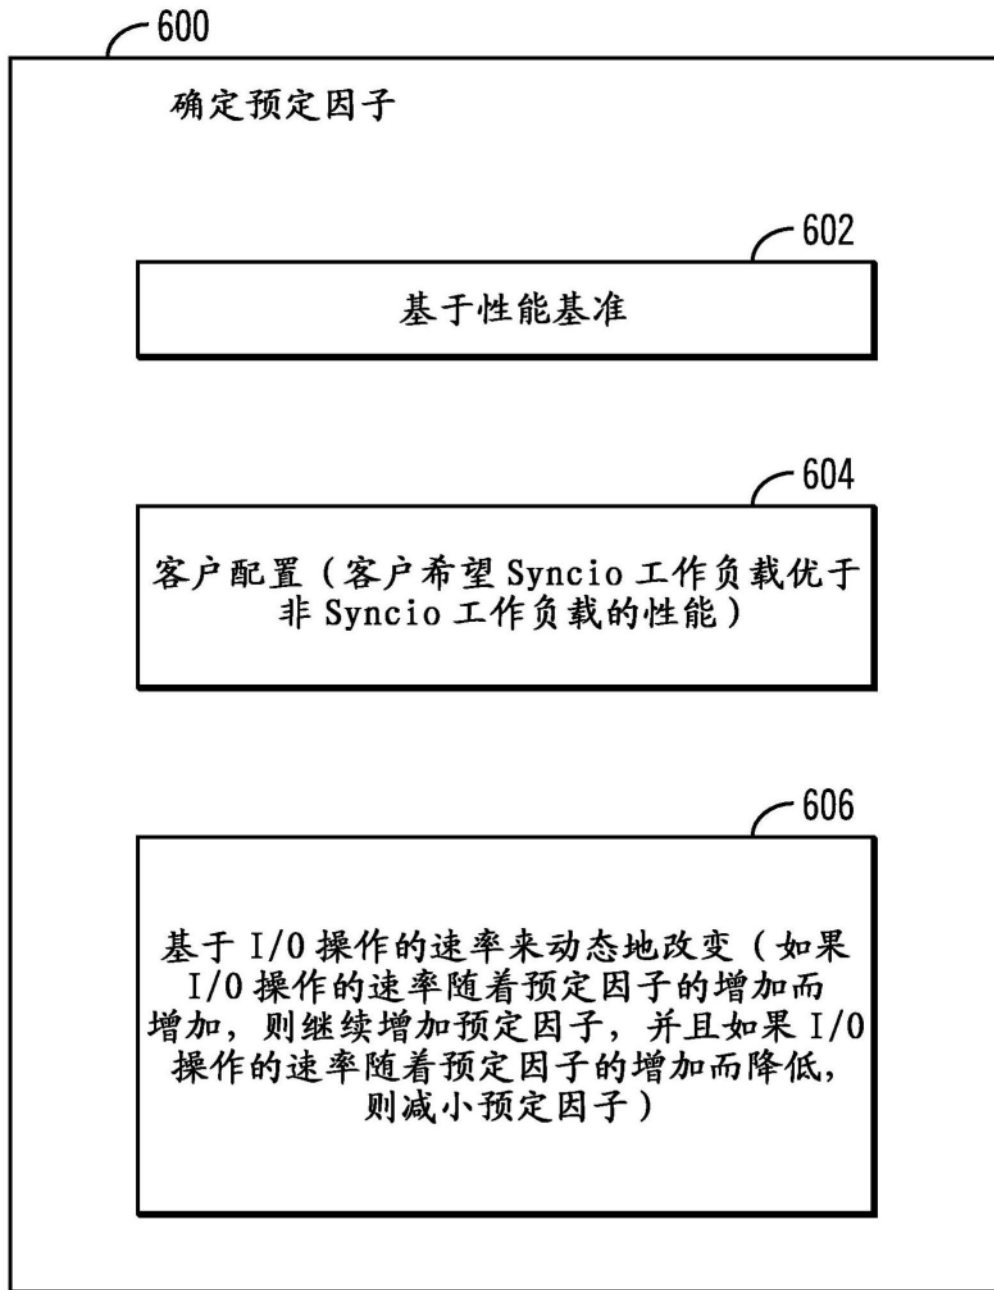 600
确定预定因子
602
基于性能基准
604
客户配置（客户希望 Syncio 工作负载优于
非 Syncio 工作负载的性能）
606
基于 I/O 操作的速率来动态地改变（如果
I/O 操作的速率随着预定因子的增加而
增加，则继续增加预定因子，并且如果 I/O
操作的速率随着预定因子的增加而降低，
则减小预定因子）